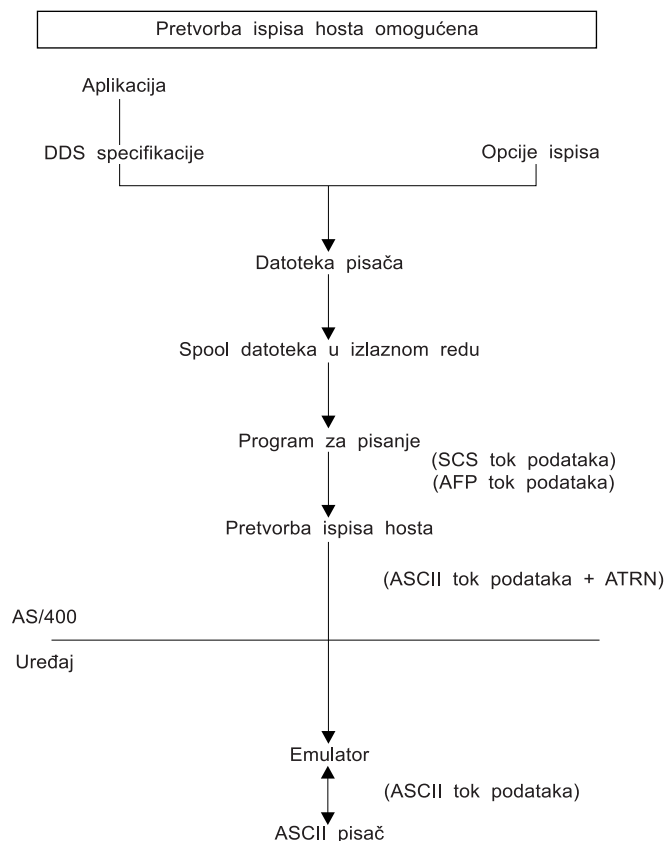 Pretvorba ispisa hosta omogućena
Aplikacija
DDS specifikacije
Opcije ispisa
Datoteka pisača
Spool datoteka u izlaznom redu
Program za pisanje
(SCS tok podataka)
(AFP tok podataka)
Pretvorba ispisa hosta
(ASCII tok podataka + ATRN)
AS/400
Uređaj
Emulator
(ASCII tok podataka)
ASCII pisač